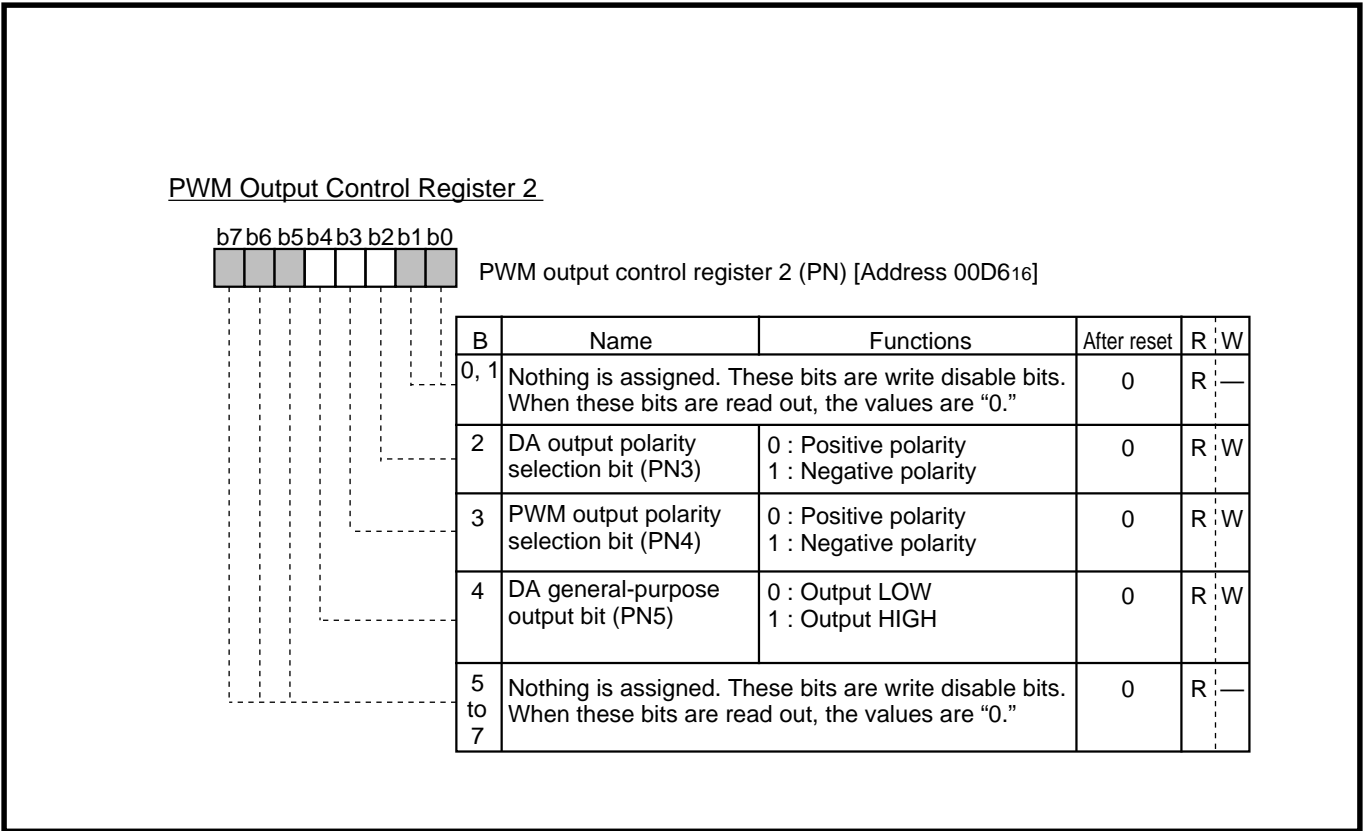 PWM Output Control Register 2
b7 b6 b5 b4 b3 b2 b1 b0
PWM output control register 2 (PN) [Address 00D616]
B Name Functions After reset R W
0, 1 Nothing is assigned. These bits are write disable bits. 0 R —
When these bits are read out, the values are “0.”
2 DA output polarity 0 : Positive polarity 0 R W
selection bit (PN3) 1 : Negative polarity
3 PWM output polarity 0 : Positive polarity 0 R W
selection bit (PN4) 1 : Negative polarity
4 DA general-purpose 0 : Output LOW 0 R W
output bit (PN5) 1 : Output HIGH
5 Nothing is assigned. These bits are write disable bits. 0 R —
to When these bits are read out, the values are “0.”
7